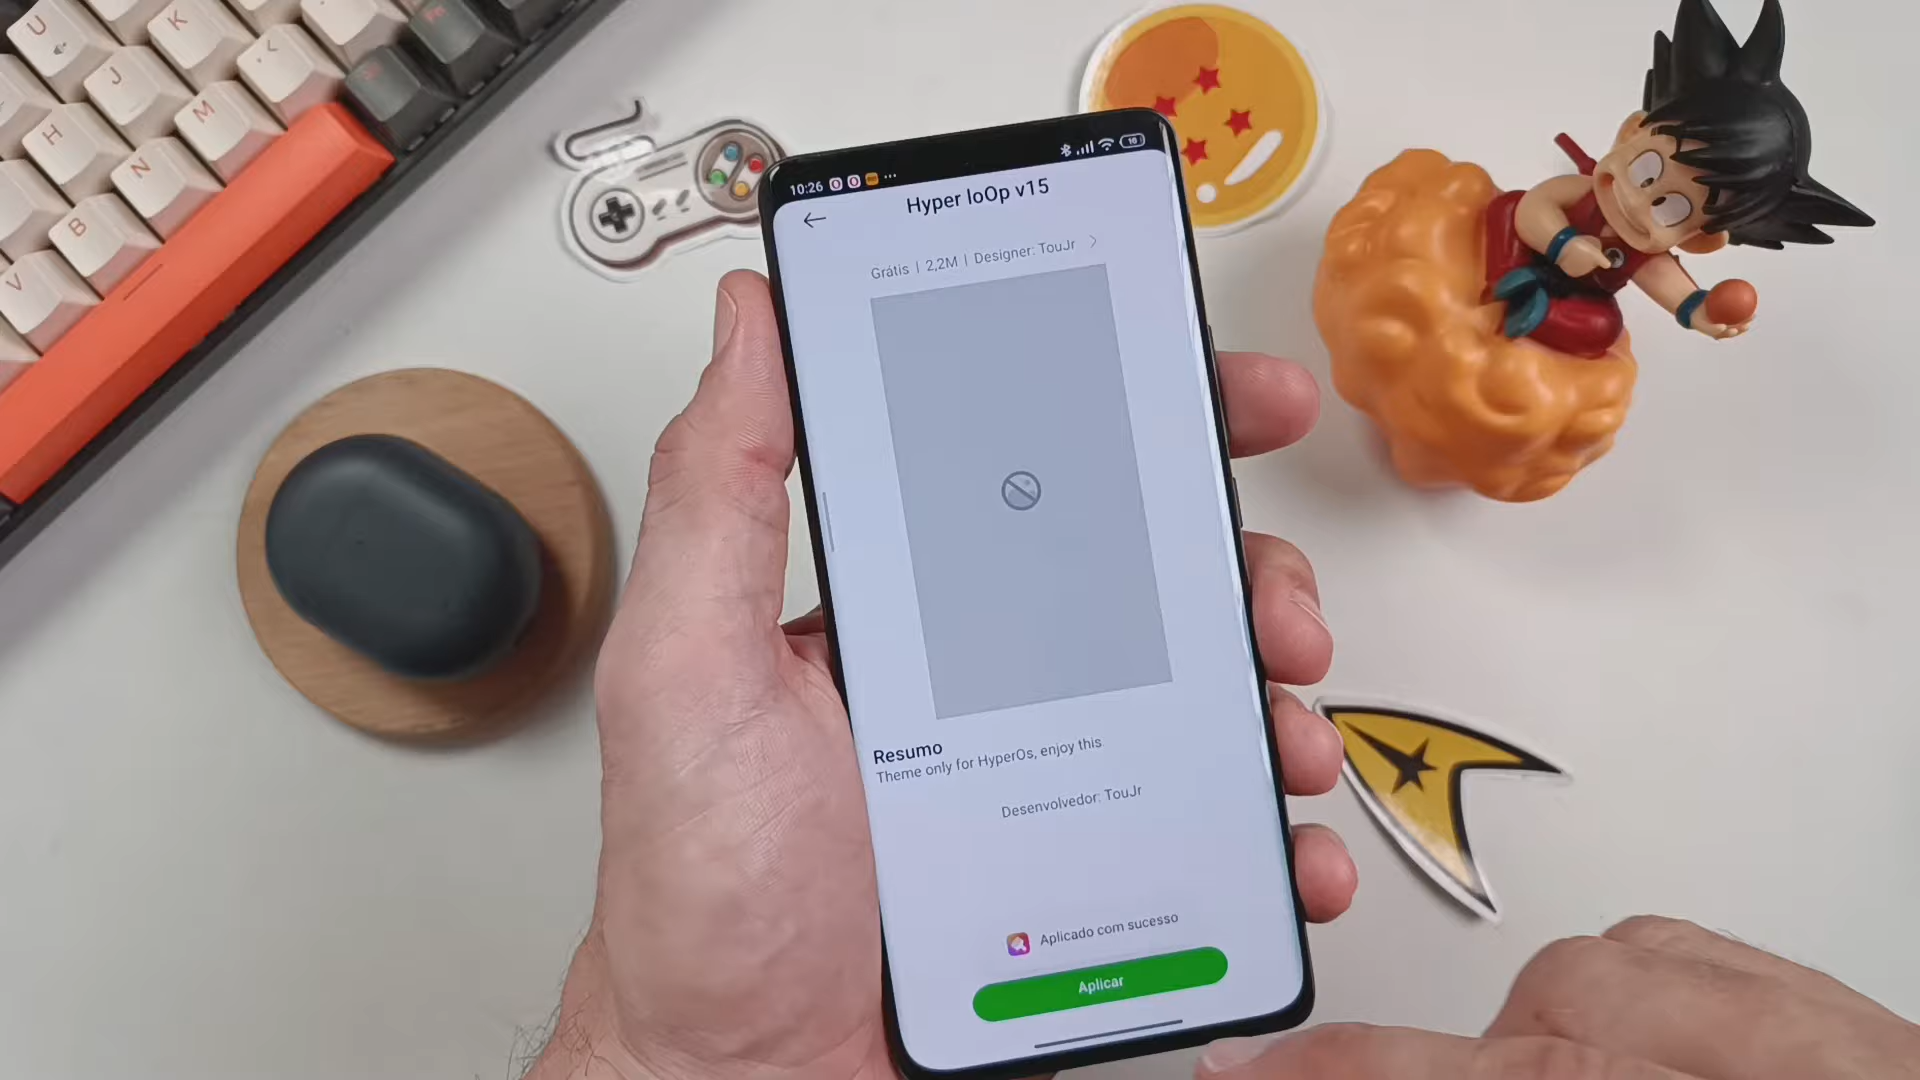 U
K
J
H
M
N
B
V
10:26
16
Hyper loOp v15
Grátis | 2,2M | Designer: TouJr
Resumo
Theme only for HyperOs, enjoy this
Desenvolvedor: TouJr
Aplicado com sucesso
Aplicar